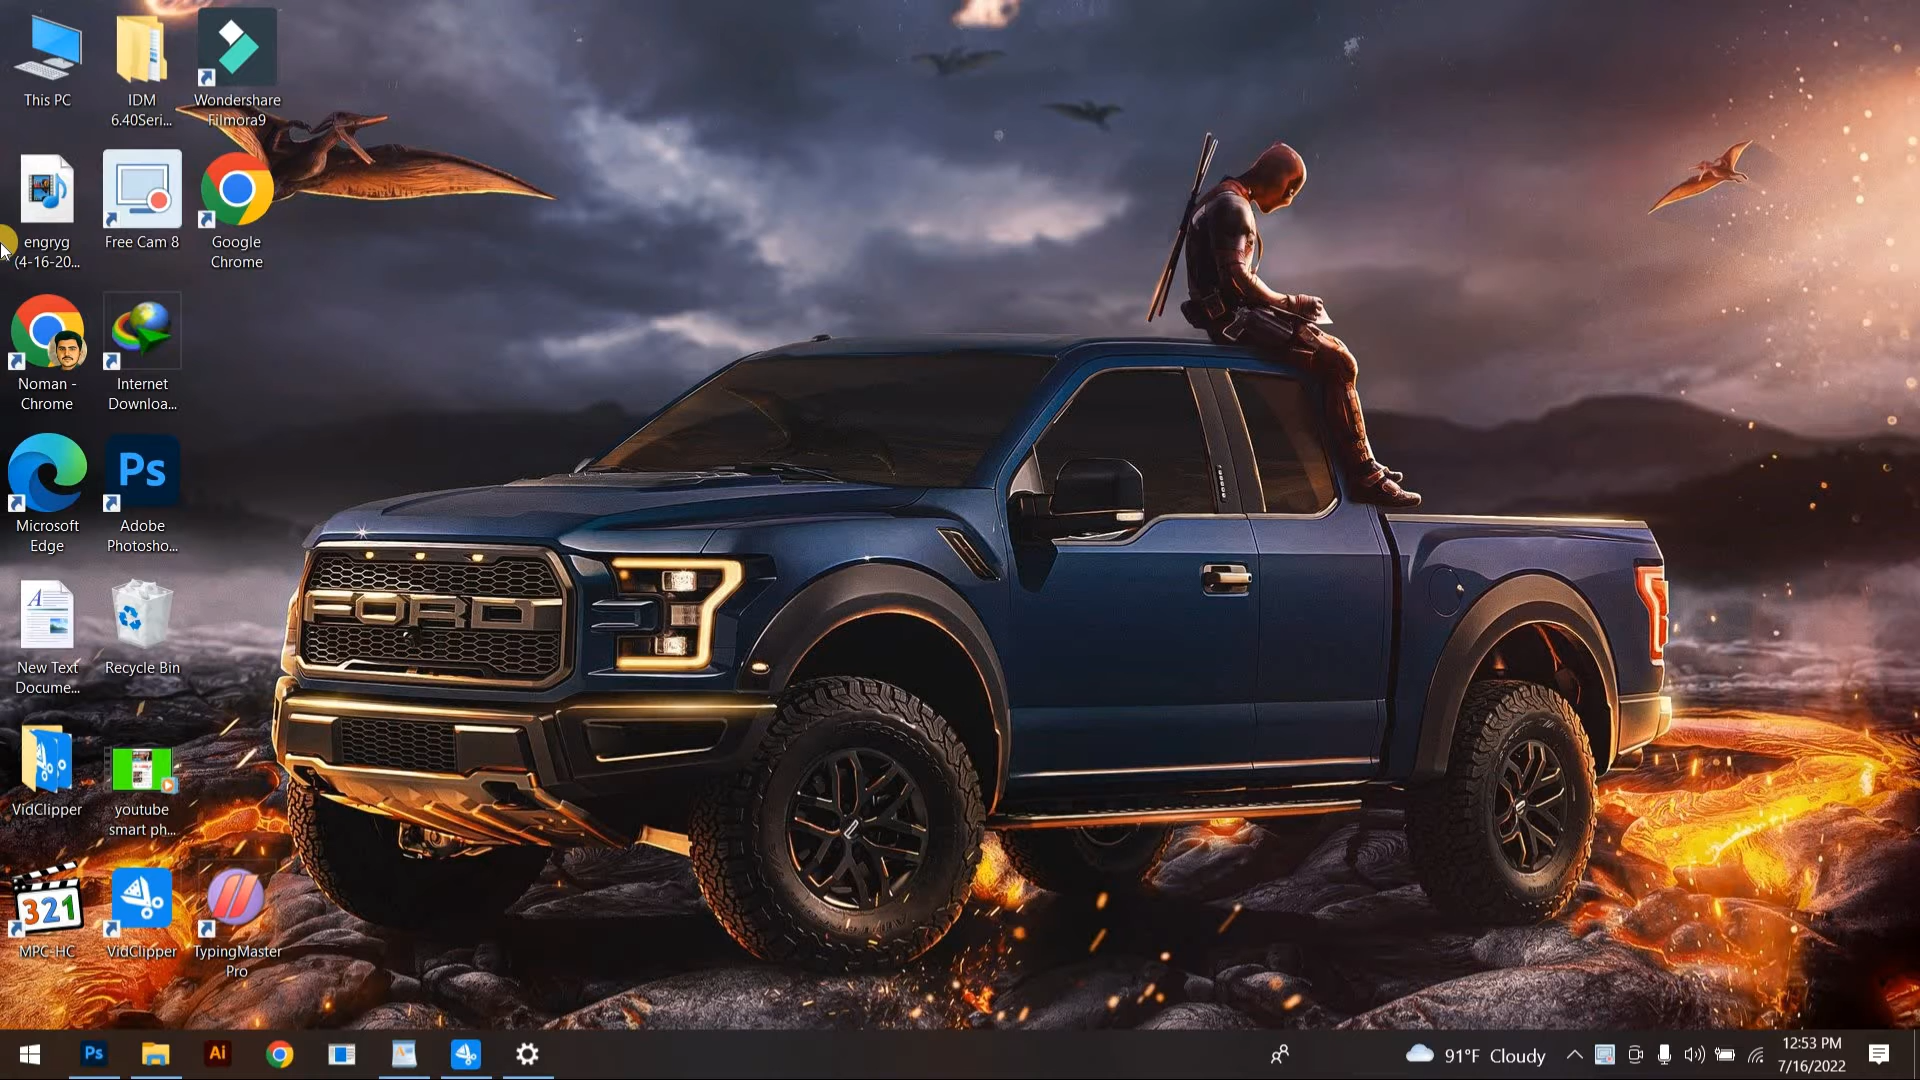 This PC
IDM
6.40Seri...
Wondershare
Filmora9
engryg
(4-16-20...
Free Cam 8
Google
Chrome
Noman -
Chrome
Internet
Downloa...
Microsoft
Edge
Ps
Adobe
Photosho...
New Text
Docume...
Recycle Bin
VidClipper
youtube
smart ph...
321
MPC-HC
VidClipper
TypingMaster
Pro
FORD
Ps
Ai
91°F Cloudy
12:53 PM
7/16/2022